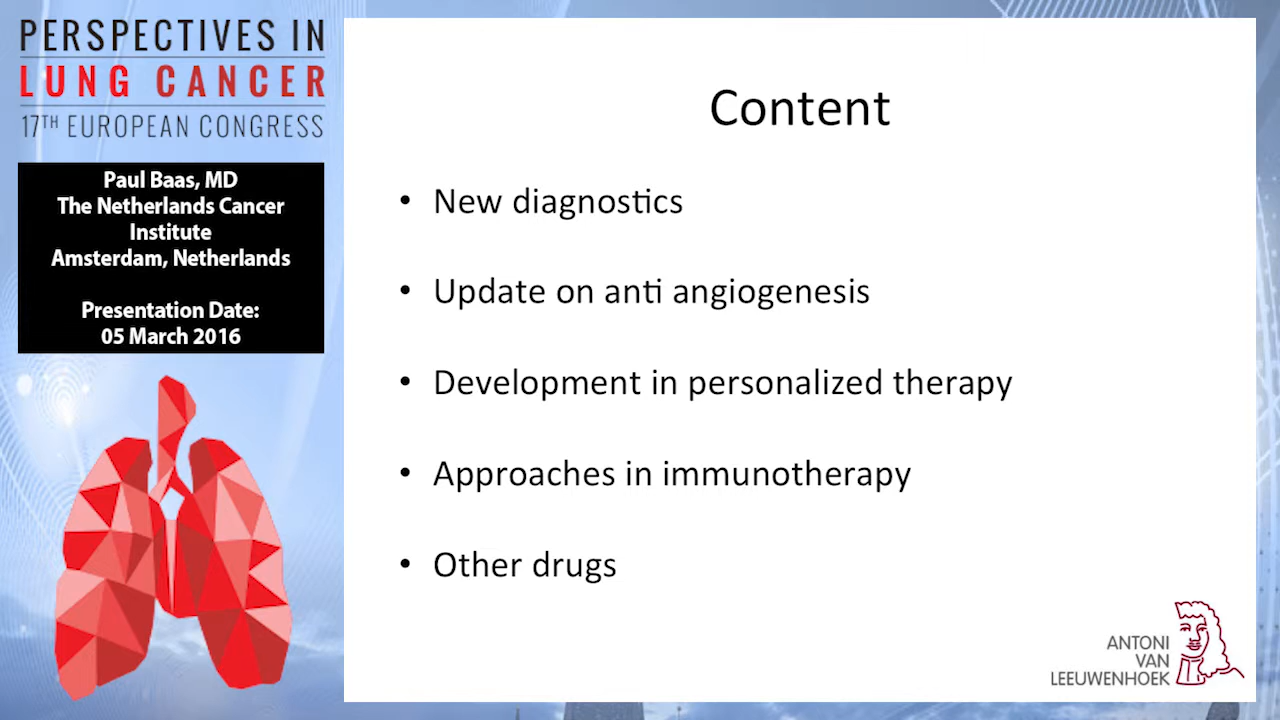 PERSPECTIVES IN
LUNG CANCER
17TH EUROPEAN CONGRESS
Paul Baas, MD
The Netherlands Cancer
Institute
Amsterdam, Netherlands
Presentation Date:
05 March 2016
Content
• New diagnostics
• Update on anti angiogenesis
• Development in personalized therapy
• Approaches in immunotherapy
• Other drugs
ANTONI
VAN
LEEUWENHOEK